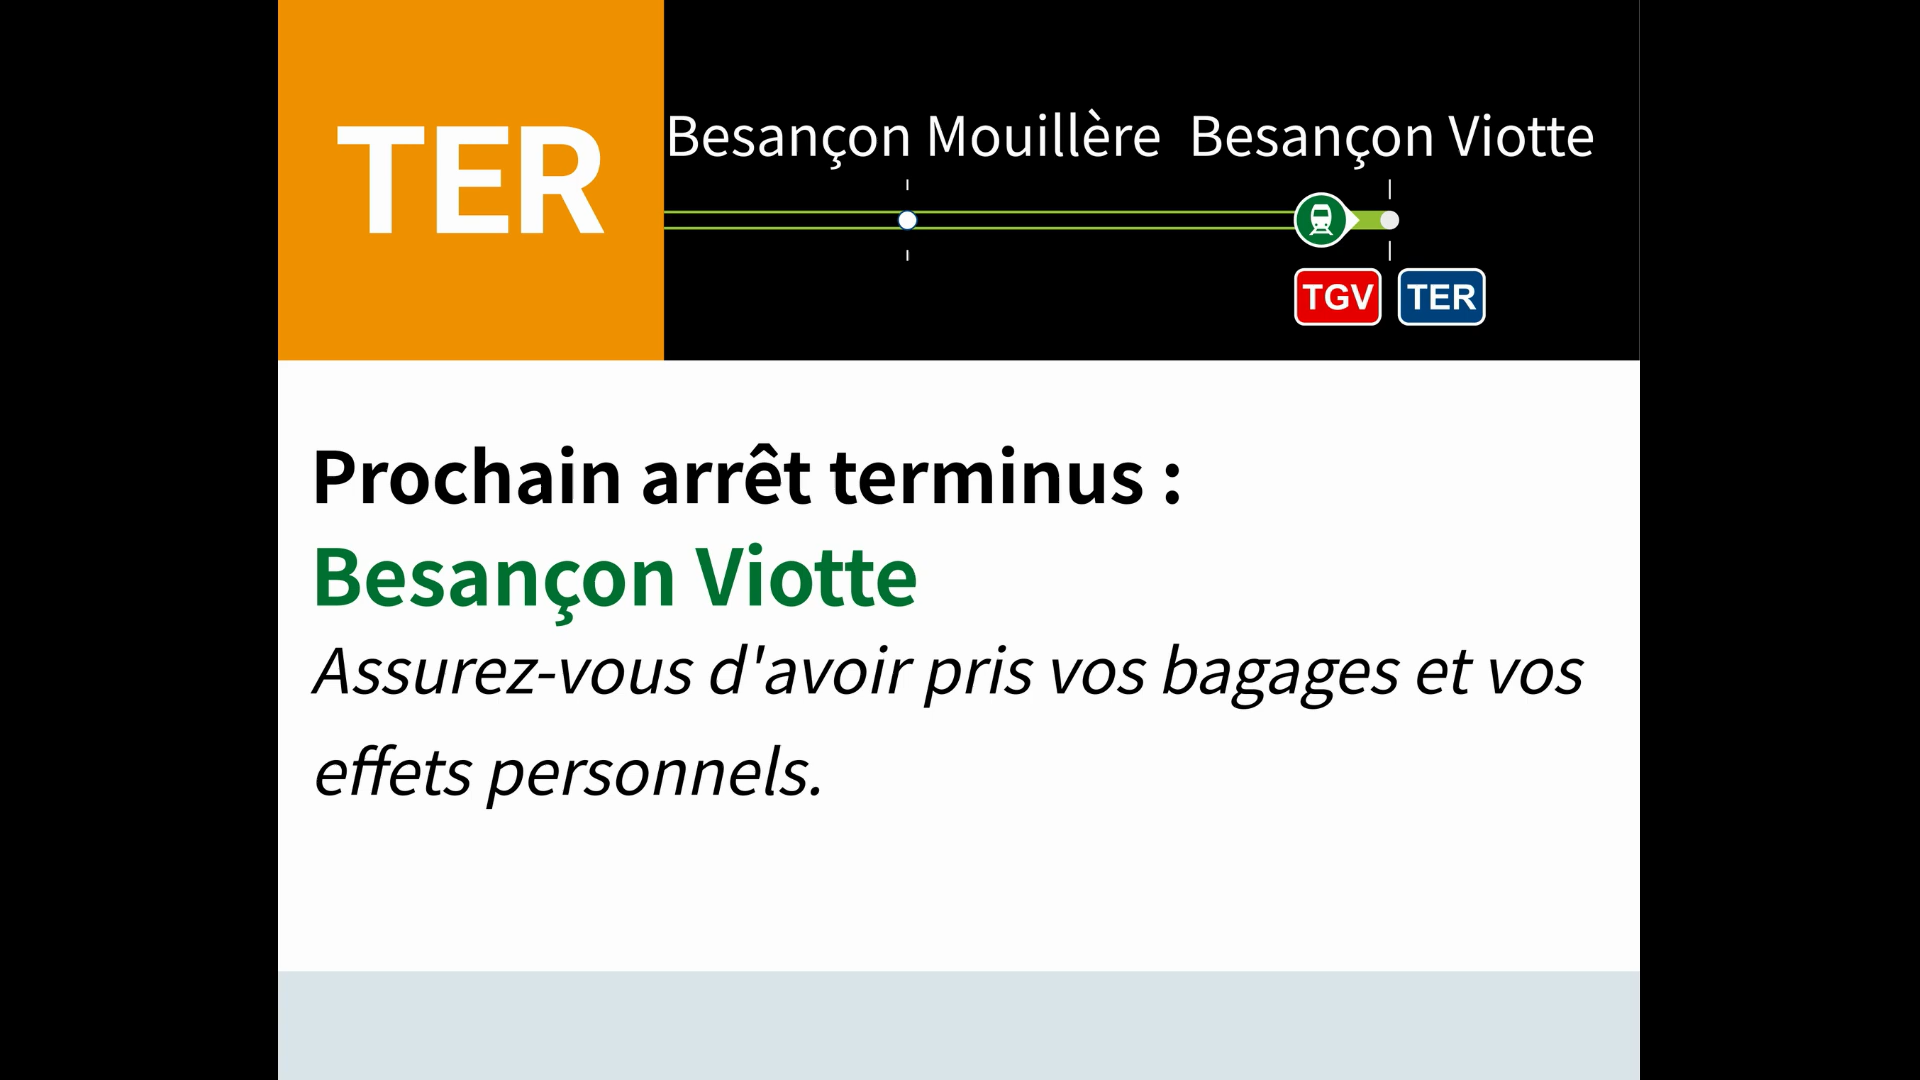 TER
Besançon Mouillère Besançon Viotte
TGV TER
Prochain arrêt terminus :
Besançon Viotte
Assurez-vous d'avoir pris vos bagages et vos
effets personnels.